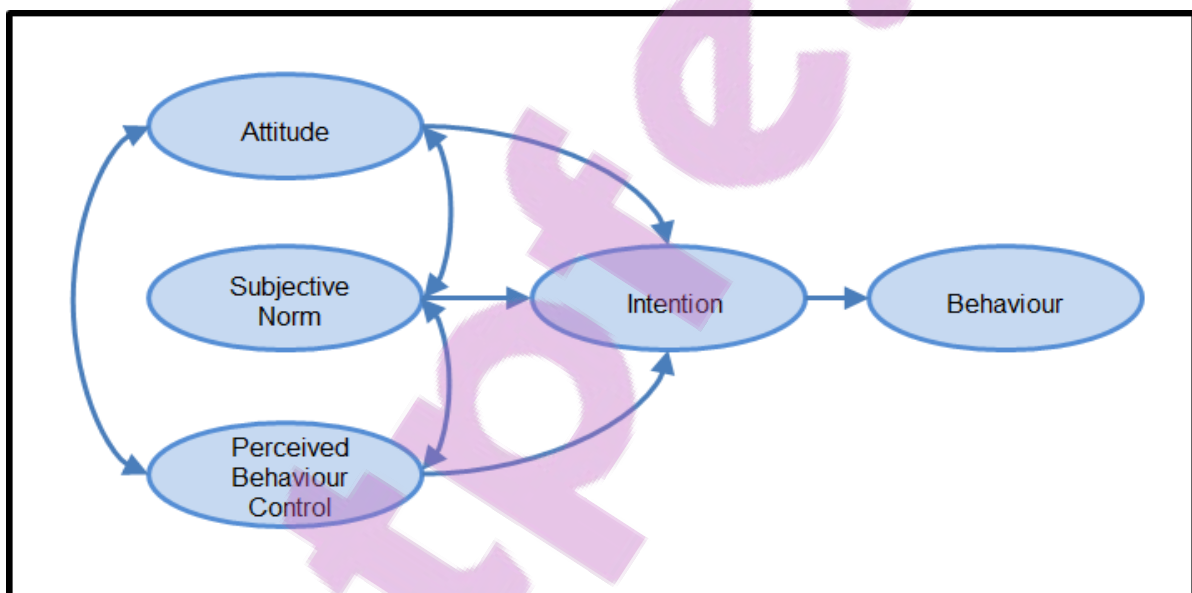 Attitude
Subjective
Norm
Intention
Behaviour
Perceived
Behaviour
Control